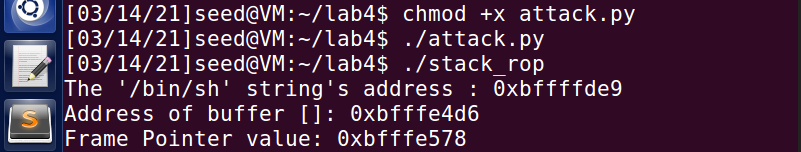 [03/14/21]seed@VM:~/lab4$ chmod +x attack.py
[03/14/21]seed@VM:~/lab4$ ./attack.py
[03/14/21]seed@VM:~/lab4$ ./stack_rop
The '/bin/sh' string's address : 0xbffffde9
Address of buffer []: 0xbfffe4d6
Frame Pointer value: 0xbfffe578